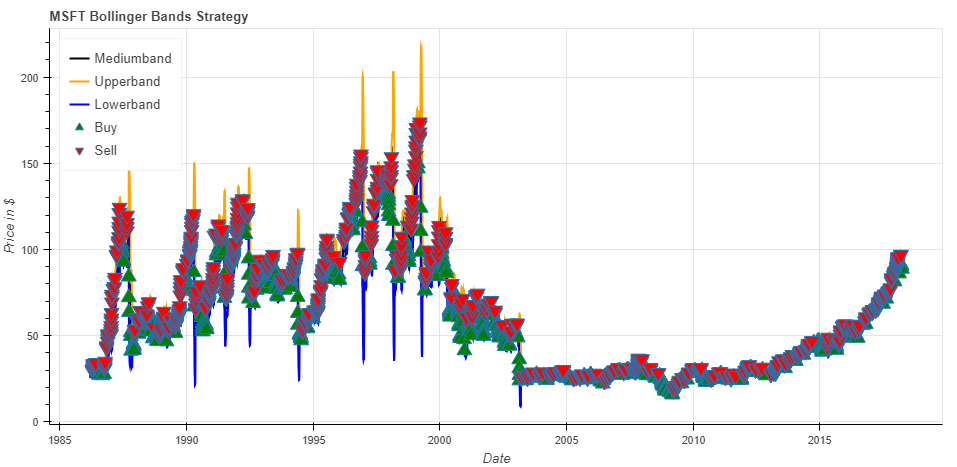 MSFT Bollinger Bands Strategy
Mediumband
Upperband
Lowerband
Buy
Sell
Price in $
200
150
100
50
0
1985
1990
1995
2000
2005
2010
2015
Date